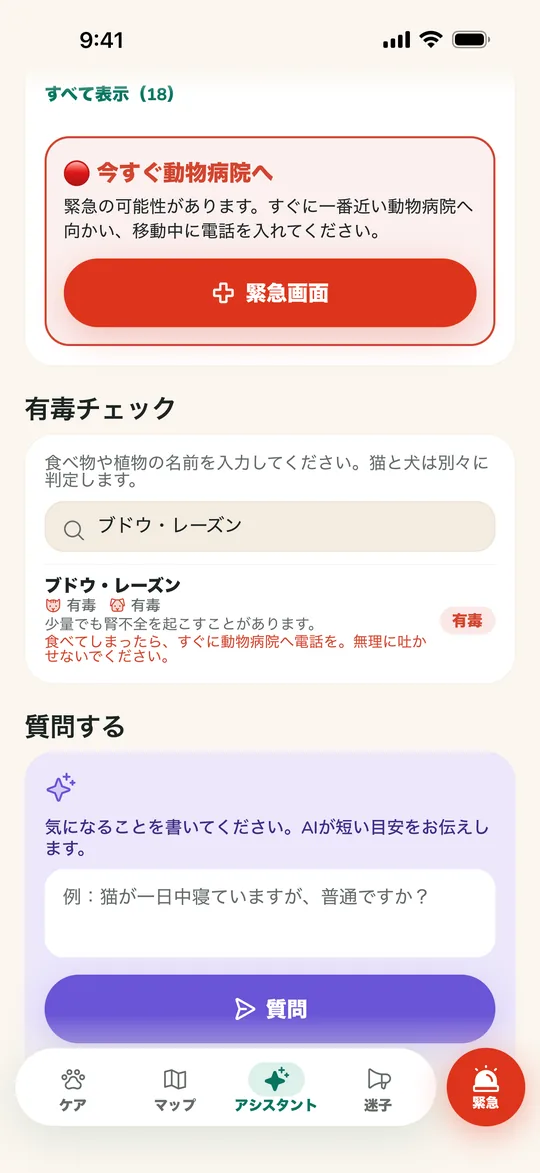 9:41
すべて表示（18）
今すぐ動物病院へ
緊急の可能性があります。すぐに一番近い動物病院へ
向かい、移動中に電話を入れてください。
緊急画面
有毒チェック
食べ物や植物の名前を入力してください。猫と犬は別々に
判定します。
ブドウ・レーズン
ブドウ・レーズン
有毒 有毒
少量でも腎不全を起こすことがあります。
食べてしまったら、すぐに動物病院へ電話を。無理に吐か
せないでください。
有毒
質問する
気になることを書いてください。AIが短い目安をお伝えし
ます。
例：猫が一日中寝ていますが、普通ですか？
質問
ケア マップ アシスタント 迷子 緊急